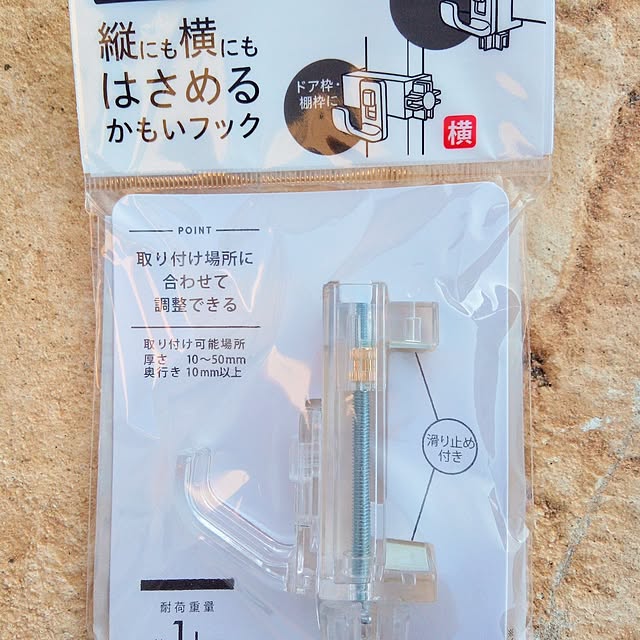 縦にも横にも
はさめる
かもいフック
ドア枠・
棚枠に
横
POINT
取り付け場所に
合わせて
調整できる
取り付け可能場所
厚さ 10〜50mm
奥行き 10mm以上
滑り止め
付き
耐荷重量